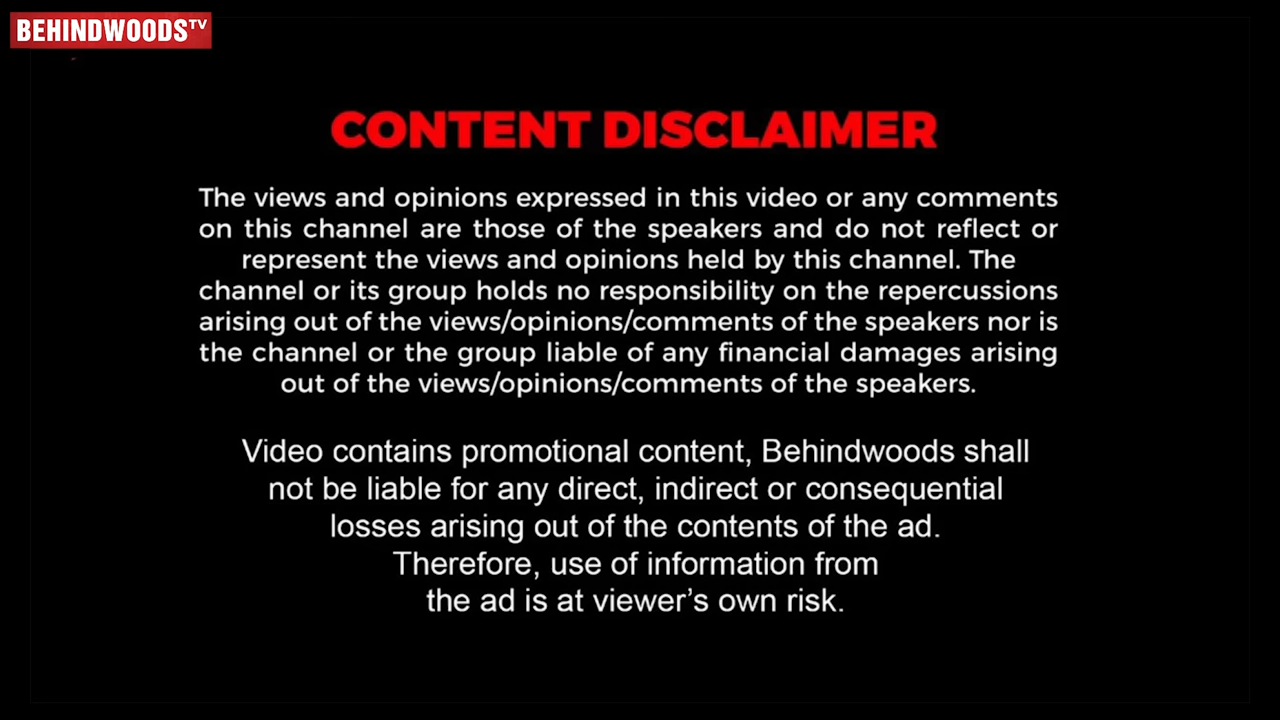 BEHINDWOODS TV
CONTENT DISCLAIMER
The views and opinions expressed in this video or any comments
on this channel are those of the speakers and do not reflect or
represent the views and opinions held by this channel. The
channel or its group holds no responsibility on the repercussions
arising out of the views/opinions/comments of the speakers nor is
the channel or the group liable of any financial damages arising
out of the views/opinions/comments of the speakers.
Video contains promotional content, Behindwoods shall
not be liable for any direct, indirect or consequential
losses arising out of the contents of the ad.
Therefore, use of information from
the ad is at viewer’s own risk.